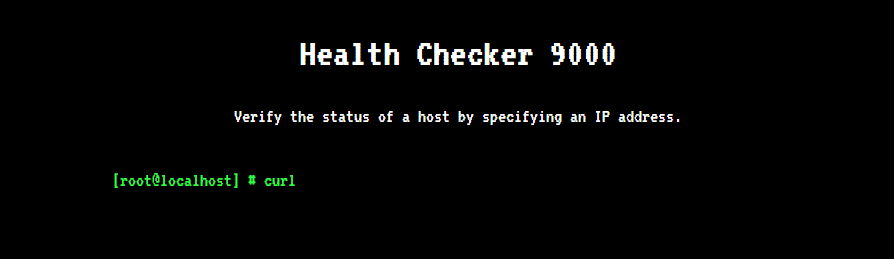 Health Checker 9000
Verify the status of a host by specifying an IP address.
[root@localhost] # curl